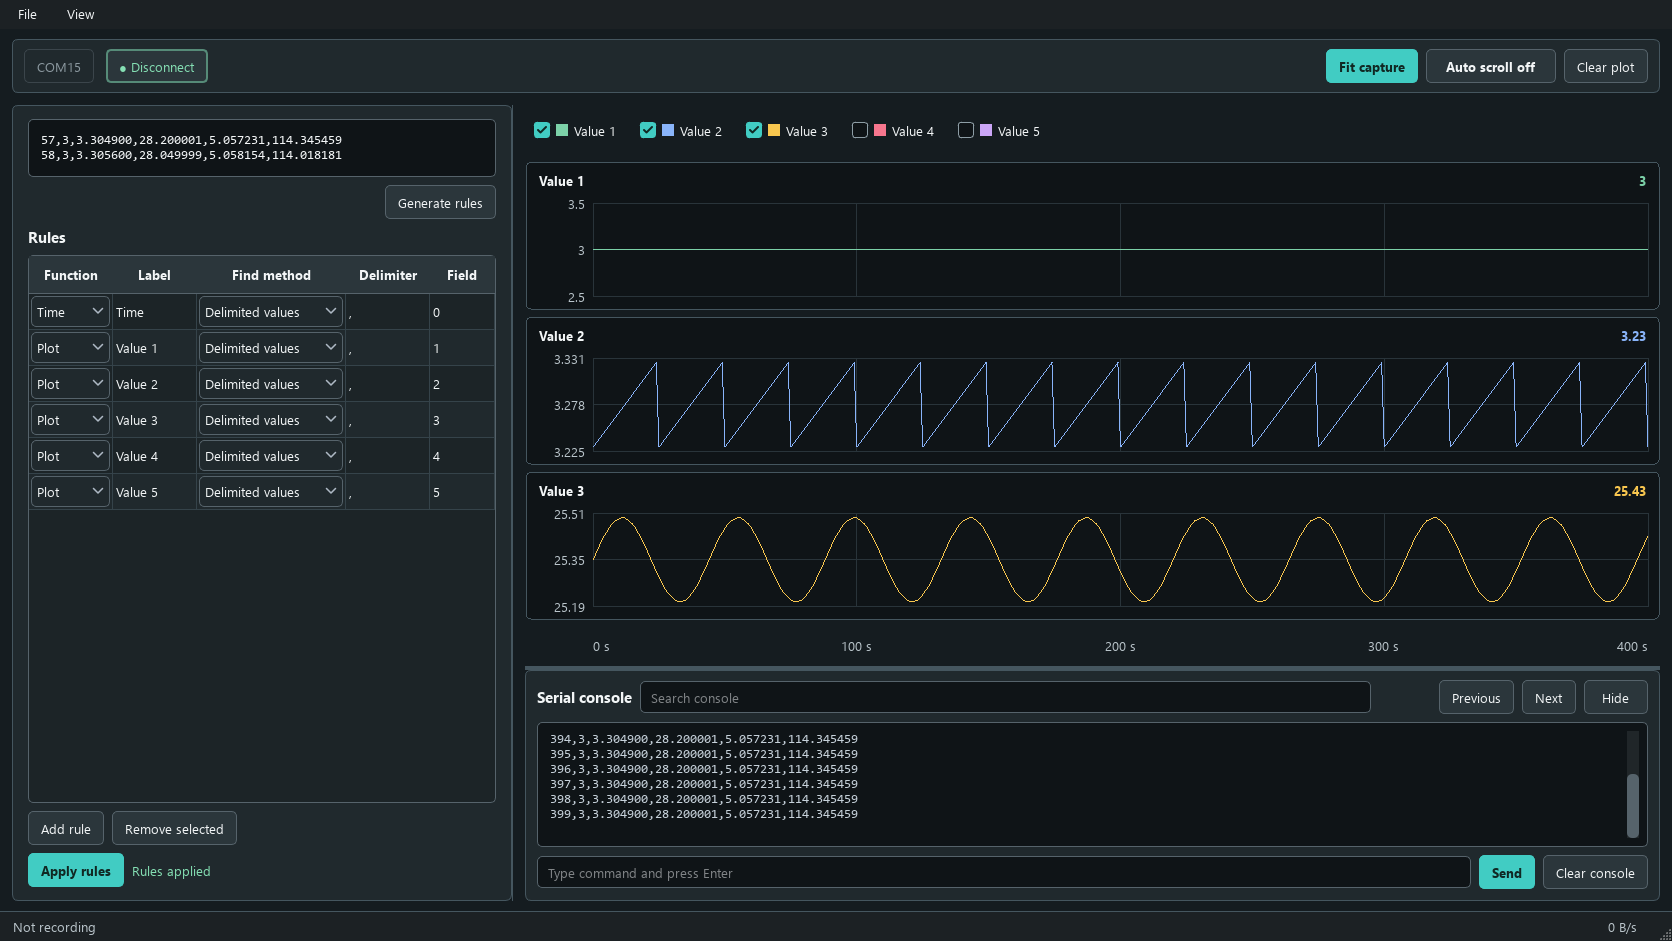 File View
COM15 ● Disconnect Fit capture Auto scroll off Clear plot
57,3,3.304900,28.200001,5.057231,114.345459
58,3,3.305600,28.049999,5.058154,114.018181
Generate rules
Rules
Function Label Find method Delimiter Field
Time Time Delimited values , 0
Plot Value 1 Delimited values , 1
Plot Value 2 Delimited values , 2
Plot Value 3 Delimited values , 3
Plot Value 4 Delimited values , 4
Plot Value 5 Delimited values , 5
Add rule Remove selected
Apply rules Rules applied
Value 1 Value 2 Value 3 Value 4 Value 5
Value 1 3
3.5
3
2.5
Value 2 3.23
3.331
3.278
3.225
Value 3 25.43
25.51
25.35
25.19
0 s 100 s 200 s 300 s 400 s
Serial console Search console Previous Next Hide
394,3,3.304900,28.200001,5.057231,114.345459
395,3,3.304900,28.200001,5.057231,114.345459
396,3,3.304900,28.200001,5.057231,114.345459
397,3,3.304900,28.200001,5.057231,114.345459
398,3,3.304900,28.200001,5.057231,114.345459
399,3,3.304900,28.200001,5.057231,114.345459
Type command and press Enter Send Clear console
Not recording 0 B/s